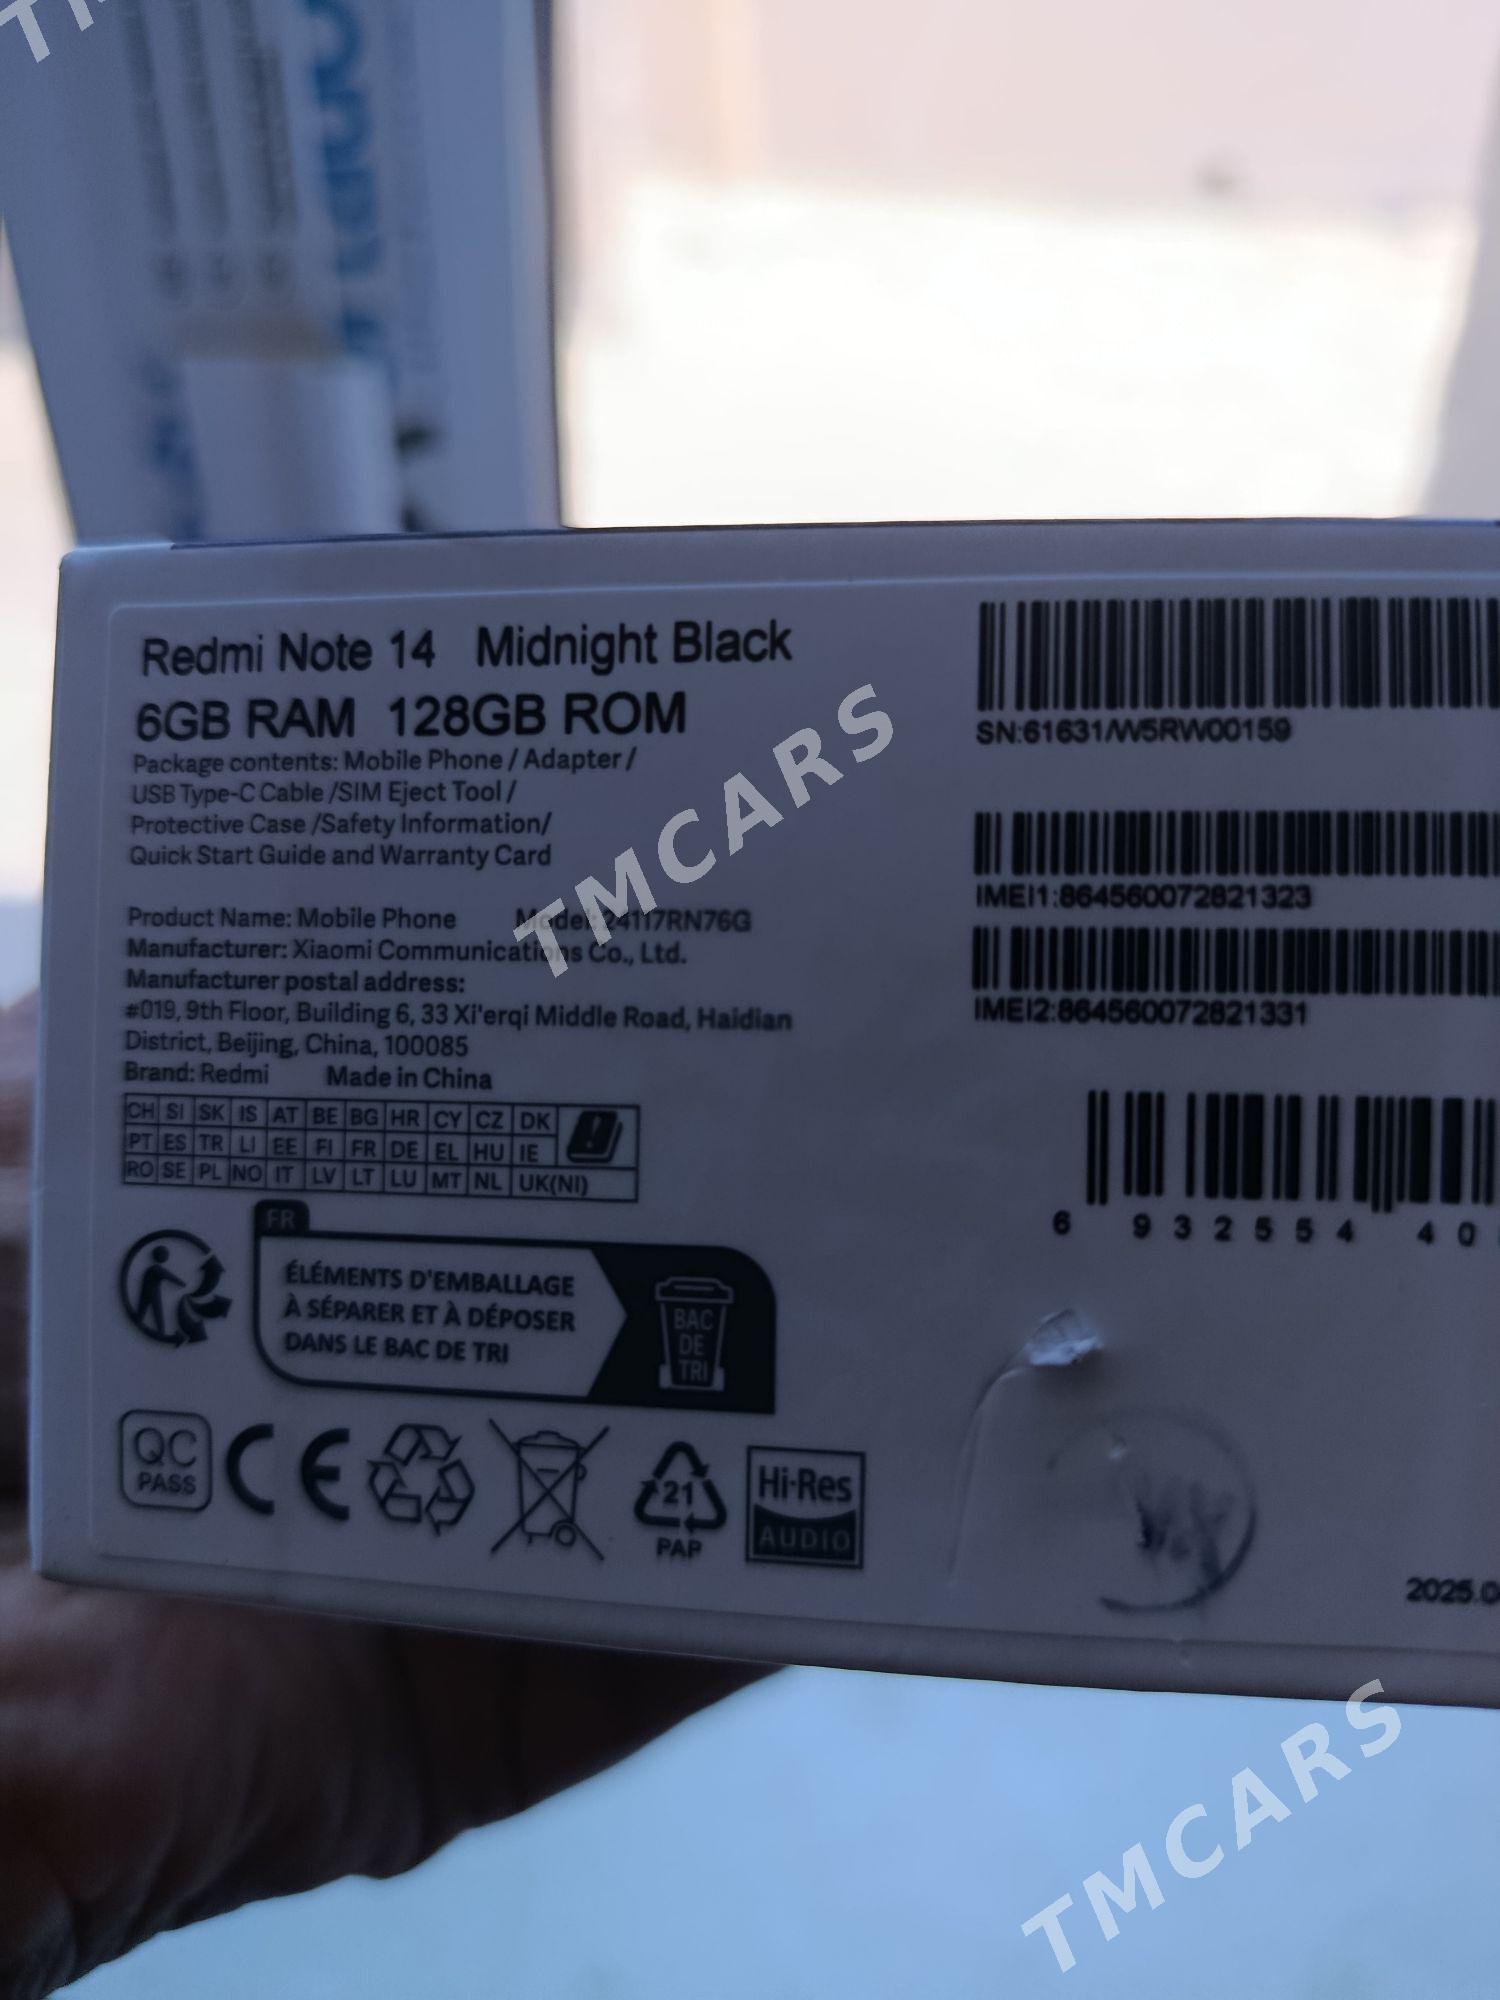 Redmi Note 14 Midnight Black
6GB RAM 128GB ROM
Package contents: Mobile Phone / Adapter /
USB Type-C Cable /SIM Eject Tool /
Protective Case /Safety Information/
Quick Start Guide and Warranty Card
Product Name: Mobile Phone Model: 24117RN76G
Manufacturer: Xiaomi Communications Co., Ltd.
Manufacturer postal address:
#019, 9th Floor, Building 6, 33 Xi'erqi Middle Road, Haidian
District, Beijing, China, 100085
Brand: Redmi Made in China
CH SI SK IS AT BE BG HR CY CZ DK
PT ES TR LI EE FI FR DE EL HU IE
RO SE PL NO IT LV LT LU MT NL UK(NI)
FR
ÉLÉMENTS D'EMBALLAGE
À SÉPARER ET À DÉPOSER
DANS LE BAC DE TRI
BAC
DE
TRI
QC
PASS
CE
21
PAP
Hi-Res
AUDIO
SN:61631/W5RW00159
IMEI1:864560072821323
IMEI2:864560072821331
6 932554 40
2025.0
TMCARS
TMCARS